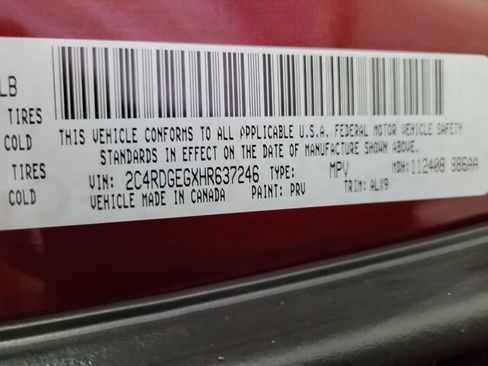 LB
TIRES
COLD
TIRES
COLD
THIS VEHICLE CONFORMS TO ALL APPLICABLE U.S.A. FEDERAL MOTOR VEHICLE SAFETY
STANDARDS IN EFFECT ON THE DATE OF MANUFACTURE SHOWN ABOVE.
VIN: 2C4RDGEGXHR637246 TYPE: MPV MDH: 112408 886AA
VEHICLE MADE IN CANADA PAINT: PRV TRIM: ALX9